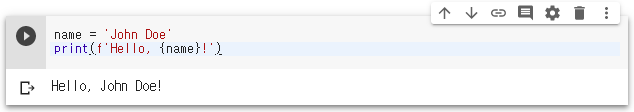 name = 'John Doe'
print(f'Hello, {name}!')
Hello, John Doe!